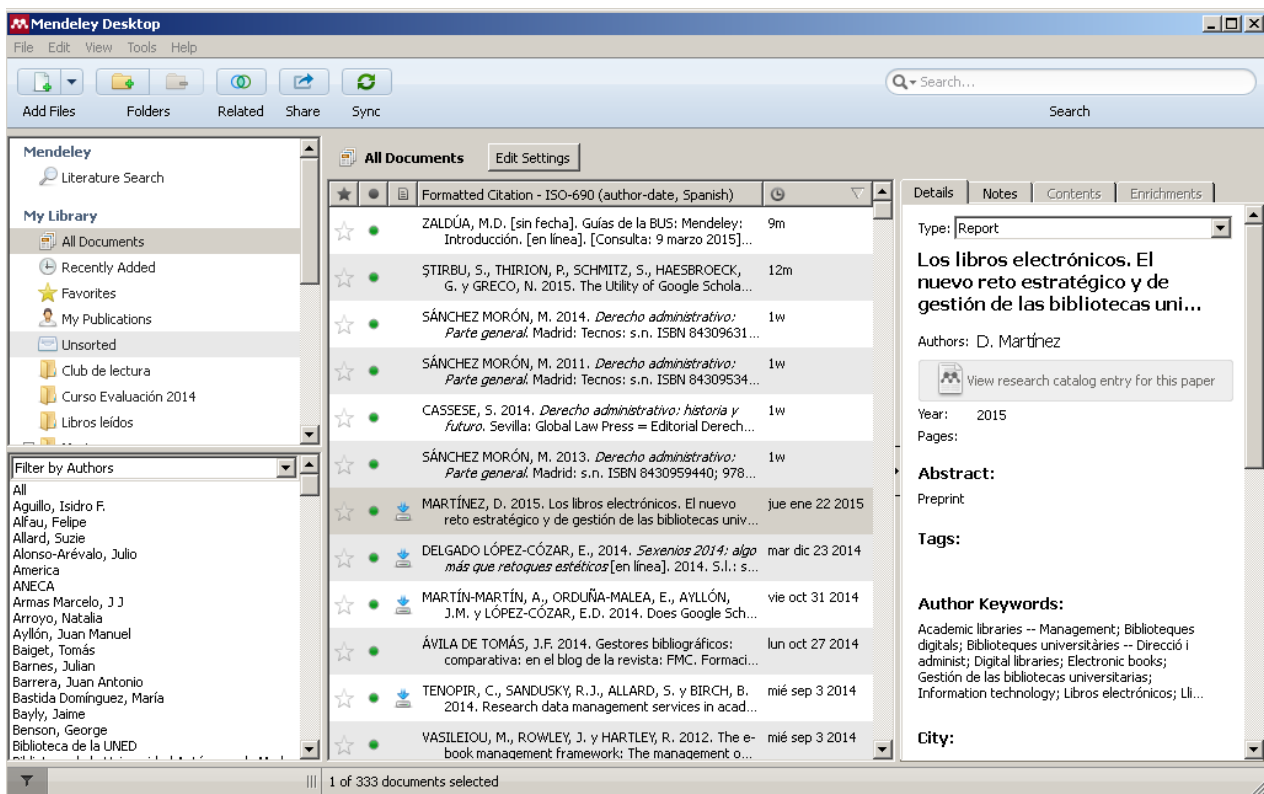 Mendeley Desktop
File Edit View Tools Help
Search...
Add Files Folders Related Share Sync Search
Mendeley
Literature Search
My Library
All Documents
Recently Added
Favorites
My Publications
Unsorted
Club de lectura
Curso Evaluación 2014
Libros leídos
Filter by Authors
All
Aguillo, Isidro F.
Alfau, Felipe
Allard, Suzie
Alonso-Arévalo, Julio
America
ANECA
Armas Marcelo, J J
Arroyo, Natalia
Ayllón, Juan Manuel
Baiget, Tomás
Barnes, Julian
Barrera, Juan Antonio
Bastida Domínguez, María
Bayly, Jaime
Benson, George
Biblioteca de la UNED
All Documents Edit Settings
Formatted Citation - ISO-690 (author-date, Spanish)
ZALDÚA, M.D. [sin fecha]. Guías de la BUS: Mendeley: 9m
Introducción. [en línea]. [Consulta: 9 marzo 2015]...
ȘTIRBU, S., THIRION, P., SCHMITZ, S., HAESBROECK, 12m
G. y GRECO, N. 2015. The Utility of Google Schola...
SÁNCHEZ MORÓN, M. 2014. Derecho administrativo: 1w
Parte general. Madrid: Tecnos: s.n. ISBN 84309631...
SÁNCHEZ MORÓN, M. 2011. Derecho administrativo: 1w
Parte general. Madrid: Tecnos: s.n. ISBN 84309534...
CASSESE, S. 2014. Derecho administrativo: historia y 1w
futuro. Sevilla: Global Law Press = Editorial Derech...
SÁNCHEZ MORÓN, M. 2013. Derecho administrativo: 1w
Parte general. Madrid: s.n. ISBN 8430959440; 978...
MARTÍNEZ, D. 2015. Los libros electrónicos. El nuevo jue ene 22 2015
reto estratégico y de gestión de las bibliotecas univ...
DELGADO LÓPEZ-CÓZAR, E., 2014. Sexenios 2014: algo mar dic 23 2014
más que retoques estéticos [en línea]. 2014. S.l.: s...
MARTÍN-MARTÍN, A., ORDUÑA-MALEA, E., AYLLÓN, vie oct 31 2014
J.M. y LÓPEZ-CÓZAR, E.D. 2014. Does Google Sch...
ÁVILA DE TOMÁS, J.F. 2014. Gestores bibliográficos: lun oct 27 2014
comparativa: en el blog de la revista: FMC. Formaci...
TENOPIR, C., SANDUSKY, R.J., ALLARD, S. y BIRCH, B. mié sep 3 2014
2014. Research data management services in acad...
VASILEIOU, M., ROWLEY, J. y HARTLEY, R. 2012. The e- mié sep 3 2014
book management framework: The management o...
Details Notes Contents Enrichments
Type: Report
Los libros electrónicos. El
nuevo reto estratégico y de
gestión de las bibliotecas uni...
Authors: D. Martínez
View research catalog entry for this paper
Year: 2015
Pages:
Abstract:
Preprint
Tags:
Author Keywords:
Academic libraries -- Management; Biblioteques
digitals; Biblioteques universitàries -- Direcció i
administ; Digital libraries; Electronic books;
Gestión de las bibliotecas universitarias;
Information technology; Libros electrónicos; Lli...
City:
1 of 333 documents selected